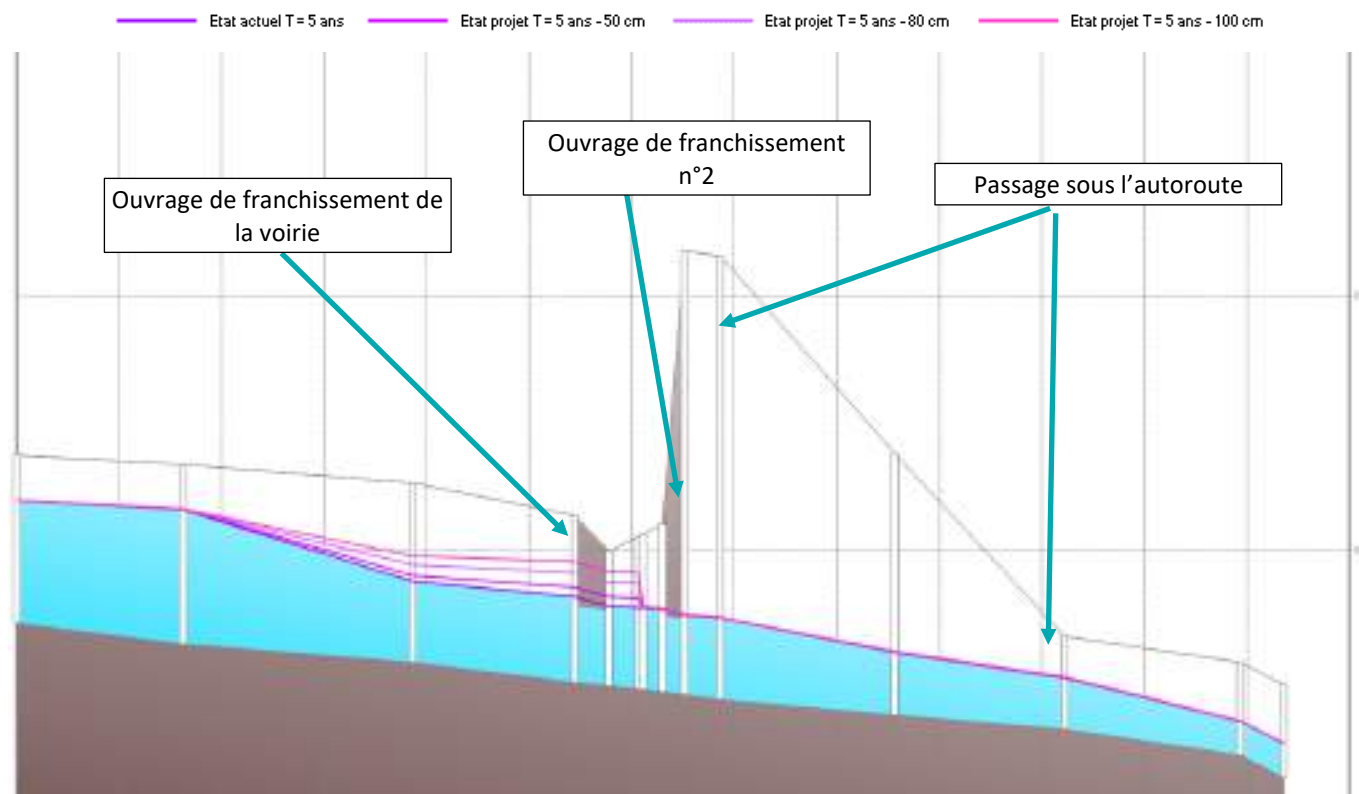 Etat actuel T = 5 ans
Etat projet T = 5 ans - 50 cm
Etat projet T = 5 ans - 80 cm
Etat projet T = 5 ans - 100 cm
Ouvrage de franchissement
n°2
Passage sous l’autoroute
Ouvrage de franchissement de
la voirie